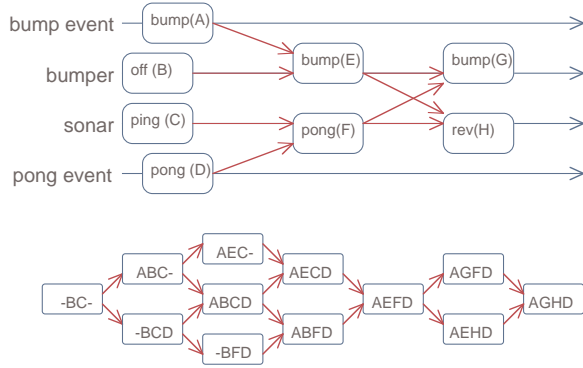 bump event bump(A)
bumper off (B) bump(E) bump(G)
sonar ping (C) pong(F) rev(H)
pong event pong (D)
AEC-
ABC- AECD AGFD
-BC- ABCD AEFD AGHD
-BCD ABFD AEHD
-BFD